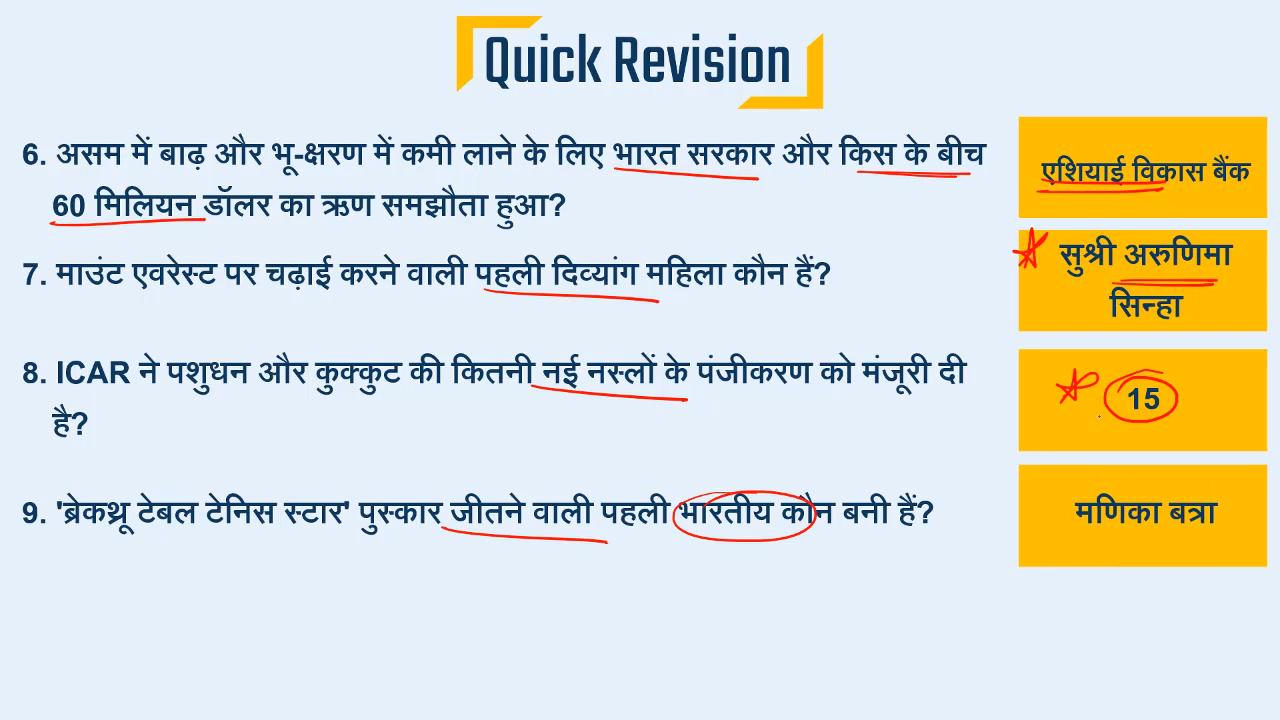 Quick Revision
6. असम में बाढ़ और भू-क्षरण में कमी लाने के लिए भारत सरकार और किस के बीच
60 मिलियन डॉलर का ऋण समझौता हुआ?
एशियाई विकास बैंक
7. माउंट एवरेस्ट पर चढ़ाई करने वाली पहली दिव्यांग महिला कौन हैं?
सुश्री अरुणिमा
सिन्हा
8. ICAR ने पशुधन और कुक्कुट की कितनी नई नस्लों के पंजीकरण को मंजूरी दी
है?
15
9. 'ब्रेकथ्रू टेबल टेनिस स्टार' पुस्कार जीतने वाली पहली भारतीय कौन बनी हैं?
मणिका बत्रा